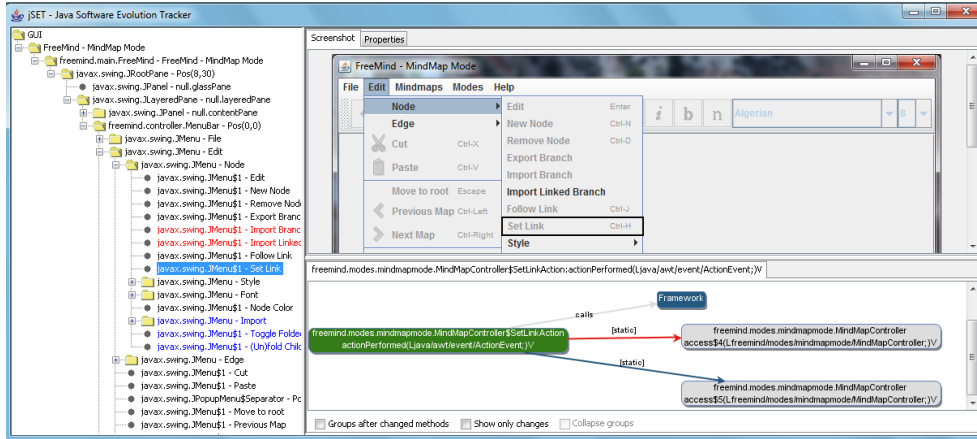 jSET - Java Software Evolution Tracker
GUI
FreeMind - MindMap Mode
freemind.main.FreeMind - FreeMind - MindMap Mode
javax.swing.JRootPane - Pos(8,30)
javax.swing.JPanel - null.glassPane
javax.swing.JLayeredPane - null.layeredPane
javax.swing.JPanel - null.contentPane
freemind.controller.MenuBar - Pos(0,0)
javax.swing.JMenu - File
javax.swing.JMenu - Edit
javax.swing.JMenu - Node
javax.swing.JMenu$1 - Edit
javax.swing.JMenu$1 - New Node
javax.swing.JMenu$1 - Remove Nod
javax.swing.JMenu$1 - Export Branc
javax.swing.JMenu$1 - Import Branc
javax.swing.JMenu$1 - Import Linked
javax.swing.JMenu$1 - Follow Link
javax.swing.JMenu$1 - Set Link
javax.swing.JMenu - Style
javax.swing.JMenu - Font
javax.swing.JMenu$1 - Node Color
javax.swing.JMenu - Import
javax.swing.JMenu$1 - Toggle Folded
javax.swing.JMenu$1 - (Un)fold Child
javax.swing.JMenu - Edge
javax.swing.JMenu$1 - Cut
javax.swing.JMenu$1 - Paste
javax.swing.JPopupMenu$Separator - Po
javax.swing.JMenu$1 - Move to root
javax.swing.JMenu$1 - Previous Map
Screenshot Properties
FreeMind - MindMap Mode
File Edit Mindmaps Modes Help
Node
Edge
Cut Ctrl-X
Paste Ctrl-V
Move to root Escape
Previous Map Ctrl-Left
Next Map Ctrl-Right
Edit Enter
New Node Ctrl-N
Remove Node Ctrl-D
Export Branch
Import Branch
Import Linked Branch
Follow Link Ctrl-J
Set Link Ctrl-H
Style
i b n Algerian 8
freemind.modes.mindmapmode.MindMapController$SetLinkAction:actionPerformed(Ljava/awt/event/ActionEvent;)V
Framework
calls
[static]
freemind.modes.mindmapmode.MindMapController$SetLinkAction
actionPerformed(Ljava/awt/event/ActionEvent;)V
freemind.modes.mindmapmode.MindMapController
access$4(Lfreemind/modes/mindmapmode/MindMapController;)V
[static]
freemind.modes.mindmapmode.MindMapController
access$5(Lfreemind/modes/mindmapmode/MindMapController;)V
Groups after changed methods Show only changes Collapse groups